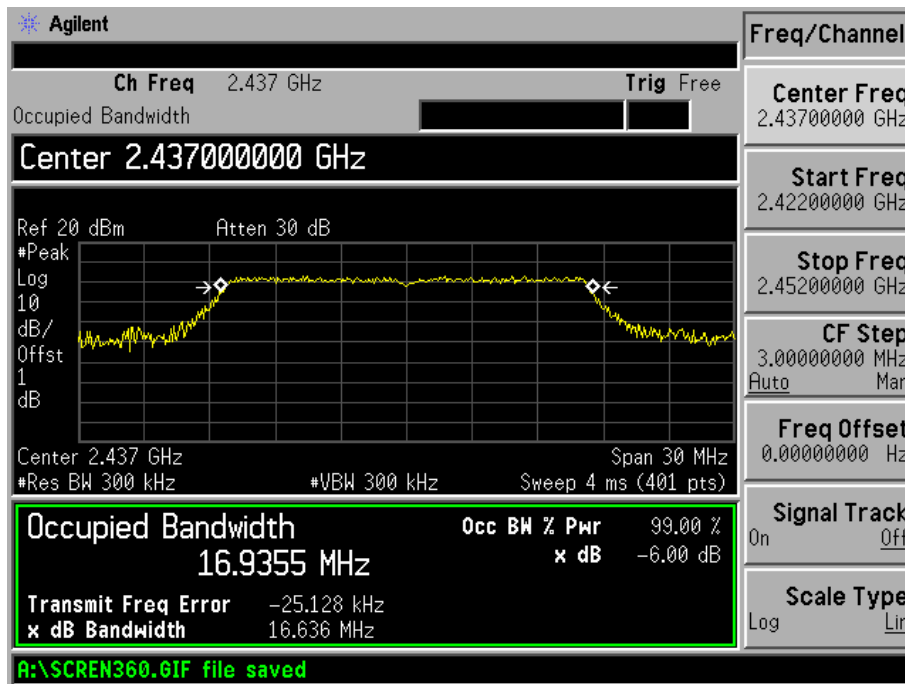 Agilent
Freq/Channel
Ch Freq 2.437 GHz Trig Free
Occupied Bandwidth
Center 2.437000000 GHz
Ref 20 dBm Atten 30 dB
#Peak
Log
10
dB/
Offst
1
dB
Center 2.437 GHz Span 30 MHz
#Res BW 300 kHz #VBW 300 kHz Sweep 4 ms (401 pts)
Occupied Bandwidth Occ BW % Pwr 99.00 %
16.9355 MHz x dB -6.00 dB
Transmit Freq Error -25.128 kHz
x dB Bandwidth 16.636 MHz
A:\SCREN360.GIF file saved
Center Freq
2.43700000 GHz
Start Freq
2.42200000 GHz
Stop Freq
2.45200000 GHz
CF Step
3.00000000 MHz
Auto Man
Freq Offset
0.00000000 Hz
Signal Track
On Off
Scale Type
Log Lin